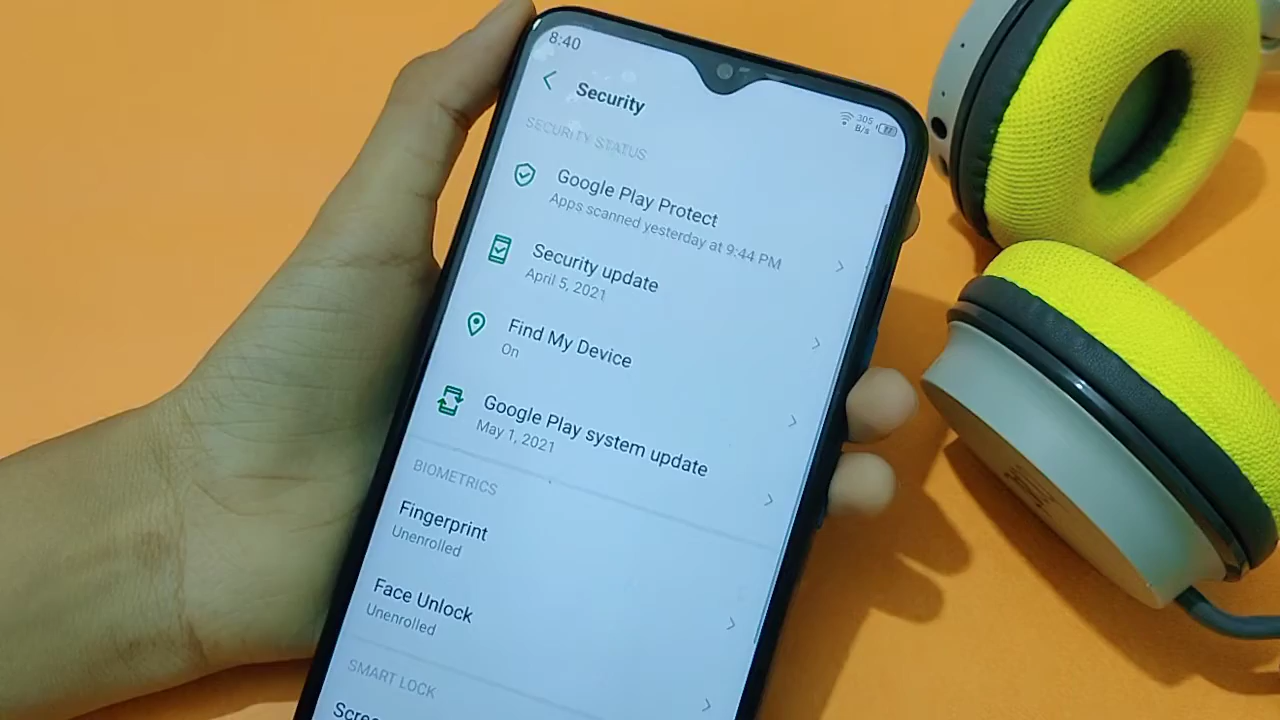 8:40
305
B/s
77
Security
SECURITY STATUS
Google Play Protect
Apps scanned yesterday at 9:44 PM
Security update
April 5, 2021
Find My Device
On
Google Play system update
May 1, 2021
BIOMETRICS
Fingerprint
Unenrolled
Face Unlock
Unenrolled
SMART LOCK